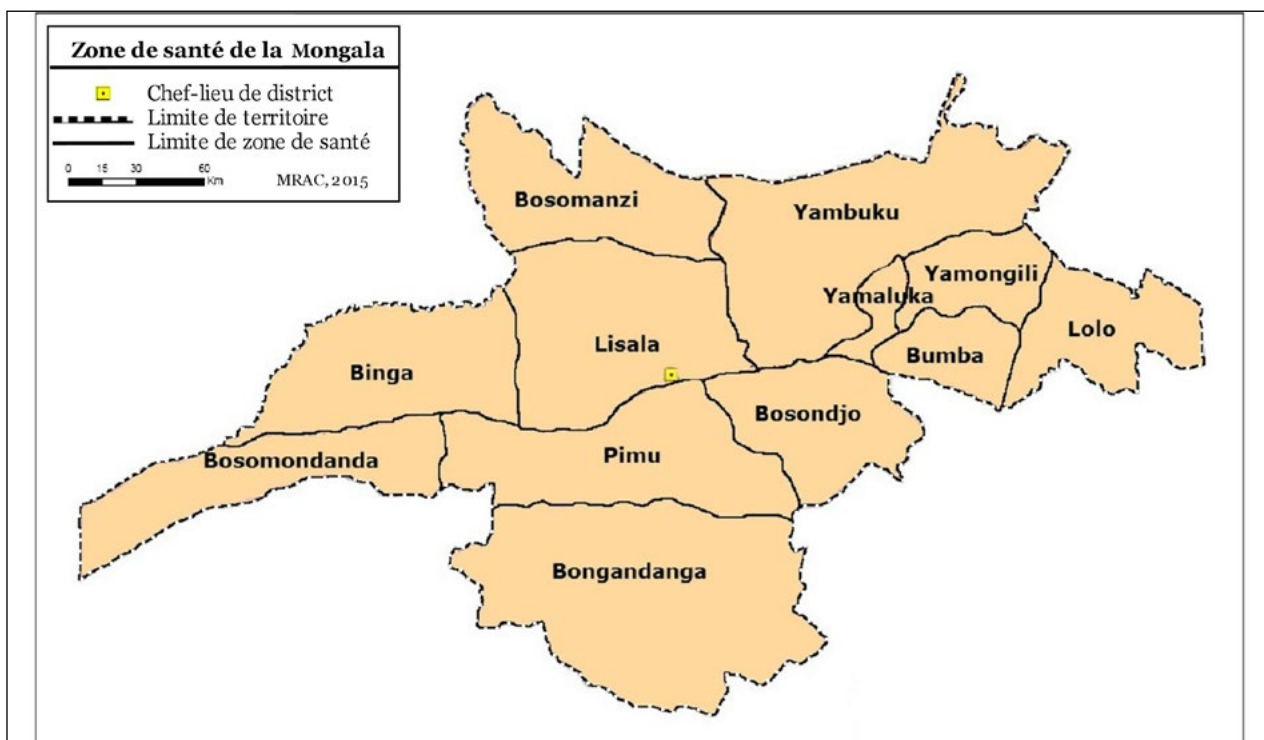 Zone de santé de la Mongala
Chef-lieu de district
Limite de territoire
Limite de zone de santé
0 15 30 60
Km
MRAC, 2015
Bosomanzi
Yambuku
Yamongili
Yamaluka
Lolo
Lisala
Bumba
Binga
Bosondjo
Pimu
Bosomondanda
Bongandanga